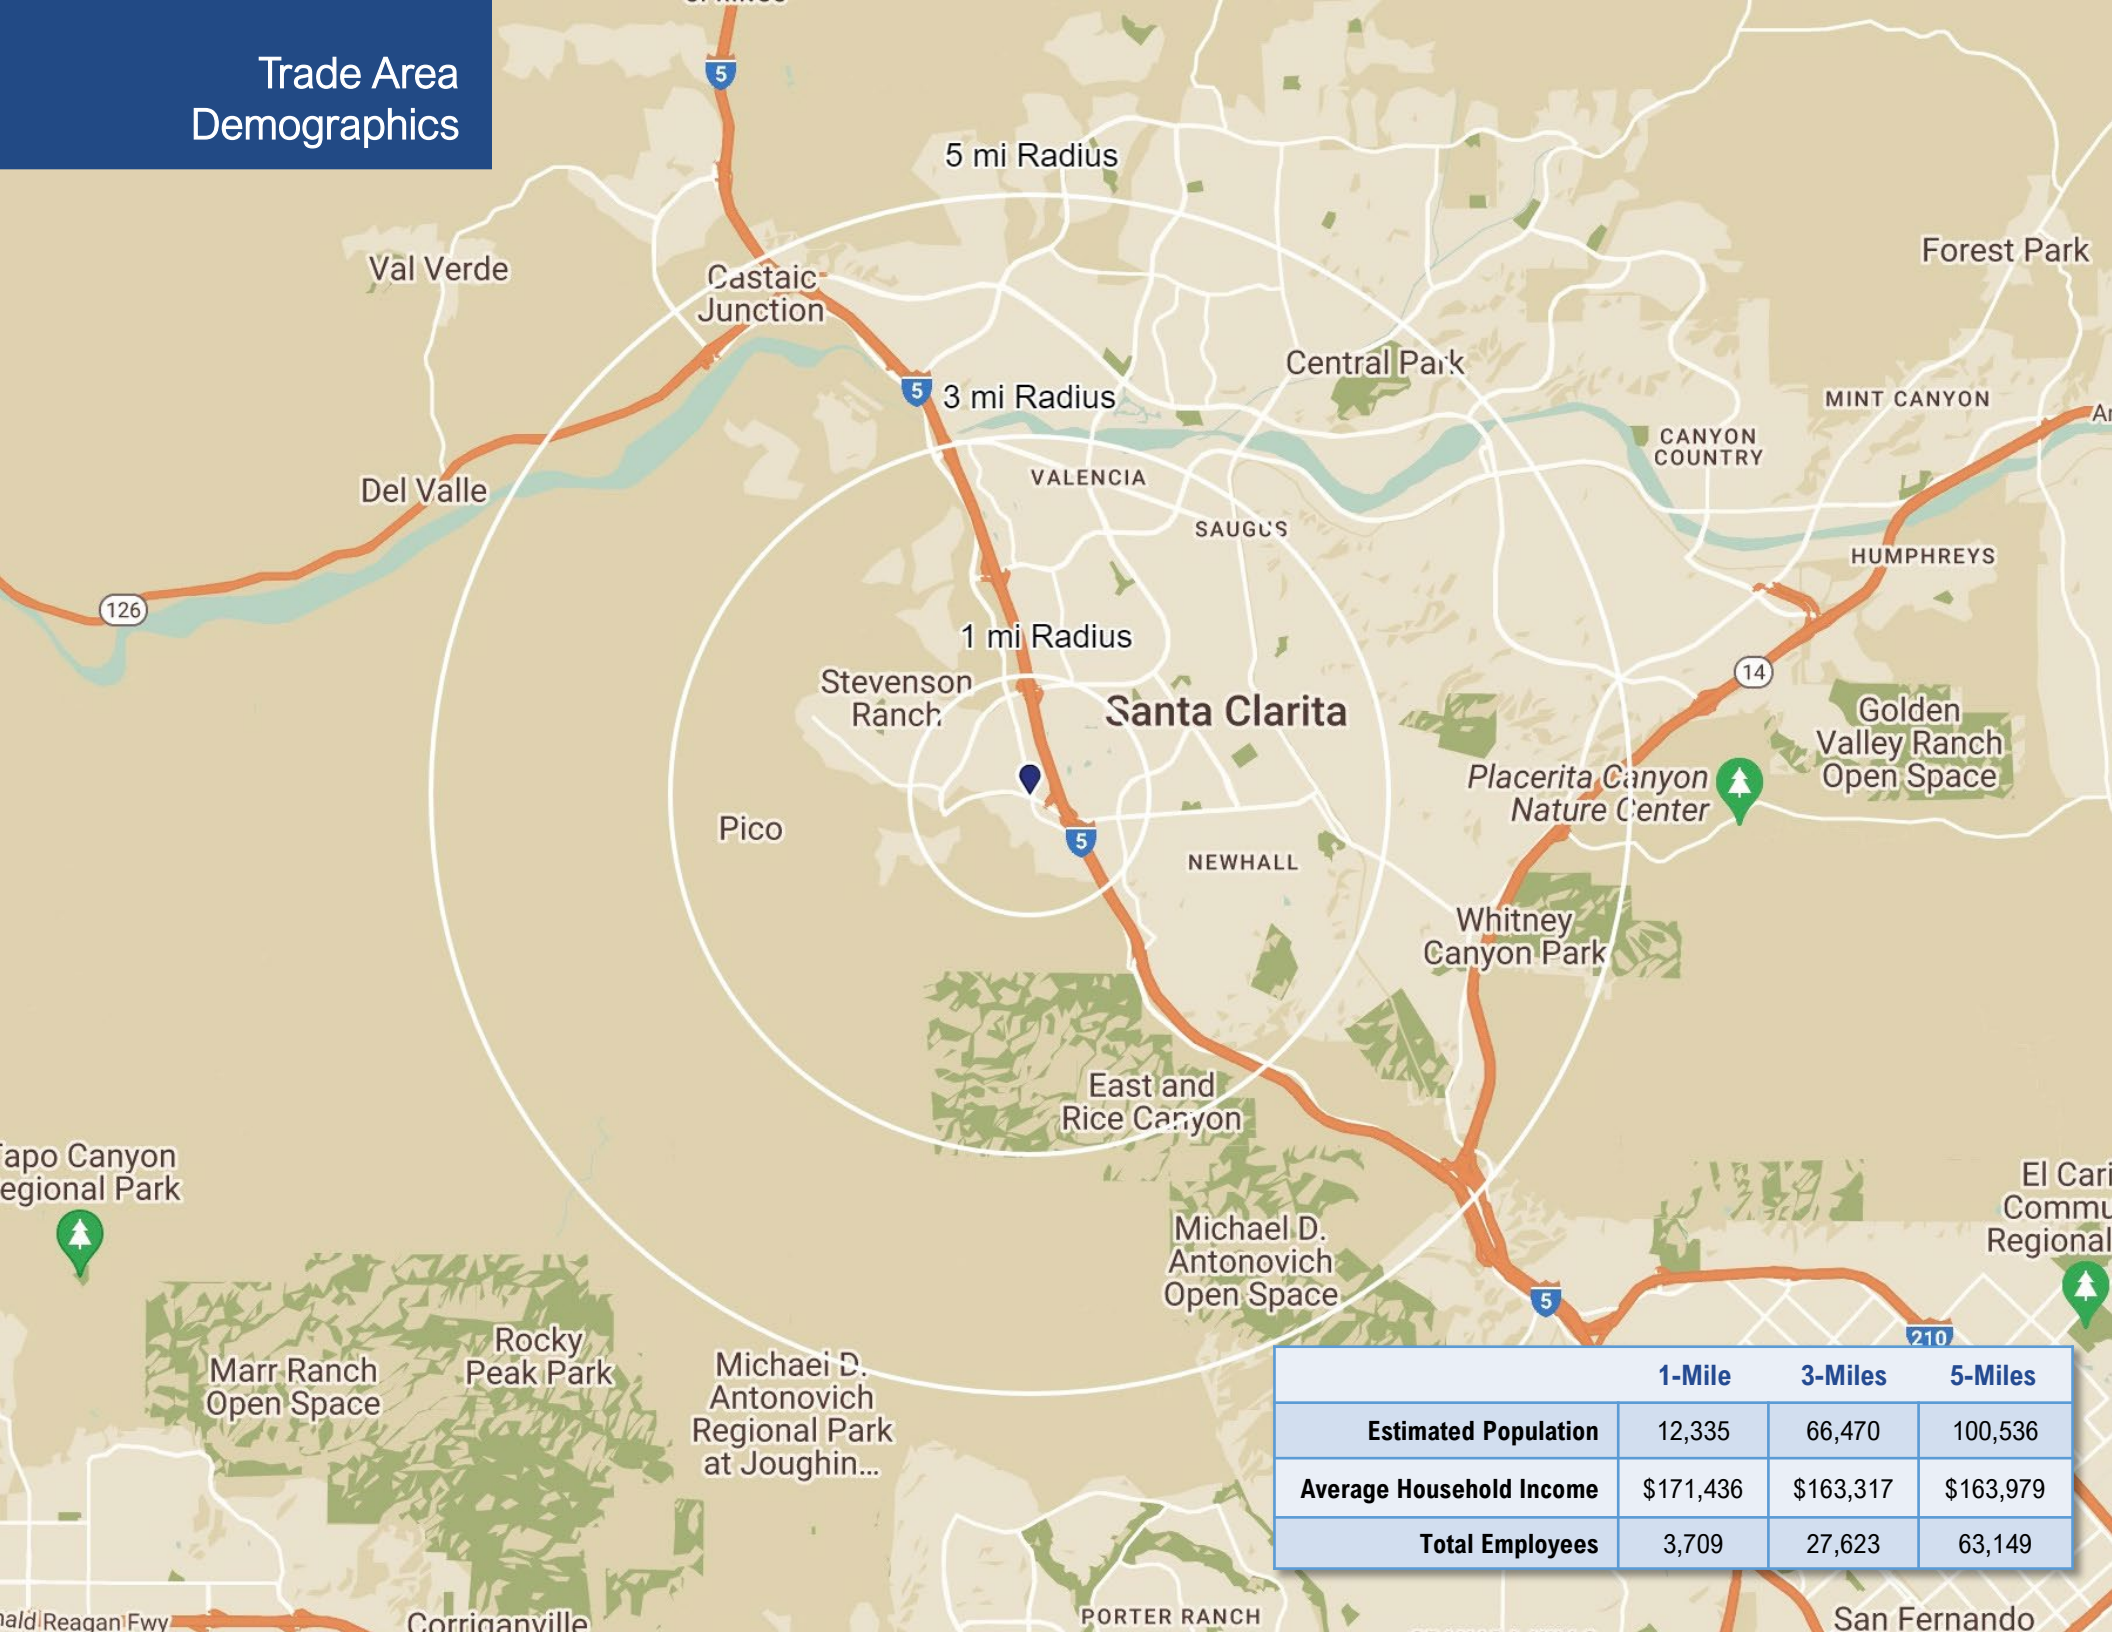 Trade Area
Demographics
5
5 mi Radius
Val Verde
Castaic
Junction
Forest Park
Central Park
5
3 mi Radius
MINT CANYON
CANYON
COUNTRY
VALENCIA
Del Valle
SAUGUS
HUMPHREYS
126
1 mi Radius
14
Stevenson
Ranch
Santa Clarita
Golden
Valley Ranch
Open Space
Placerita Canyon
Nature Center
Pico
5
NEWHALL
Whitney
Canyon Park
East and
Rice Canyon
apo Canyon
egional Park
El Cari
Commu
Regional
Michael D.
Antonovich
Open Space
5
210
Rocky
Peak Park
Marr Ranch
Open Space
Michael D.
Antonovich
Regional Park
at Joughin...
1-Mile 3-Miles 5-Miles
Estimated Population 12,335 66,470 100,536
Average Household Income $171,436 $163,317 $163,979
Total Employees 3,709 27,623 63,149
nald Reagan Fwy
Corriganville
PORTER RANCH
San Fernando